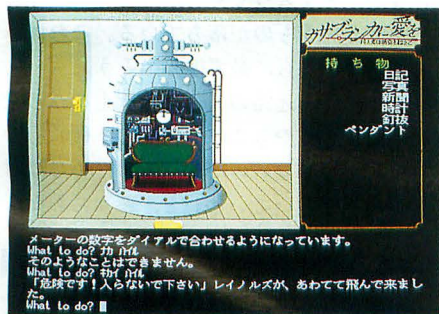 カサブランカに愛を
持ち物
日記
写真
新聞
時計
釘抜
ペンダント
メーターの数字をダイアルで合わせるようになっています。
What to do? ﾅｶ ﾊｲﾙ
そのようなことはできません。
What to do? ｷｶｲ ﾊｲﾙ
「危険です!入らないで下さい」レイノルズが、あわてて飛んで来まし
た。
What to do?